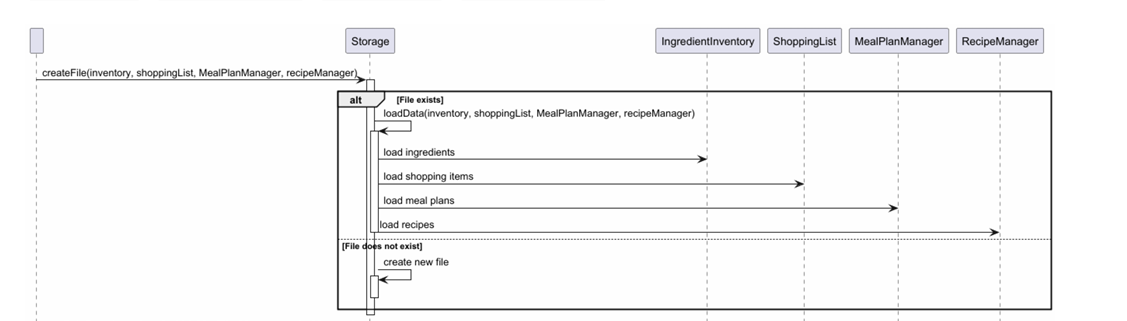 Storage
IngredientInventory
ShoppingList
MealPlanManager
RecipeManager
createFile(inventory, shoppingList, MealPlanManager, recipeManager)
alt
[File exists]
loadData(inventory, shoppingList, MealPlanManager, recipeManager)
load ingredients
load shopping items
load meal plans
load recipes
[File does not exist]
create new file